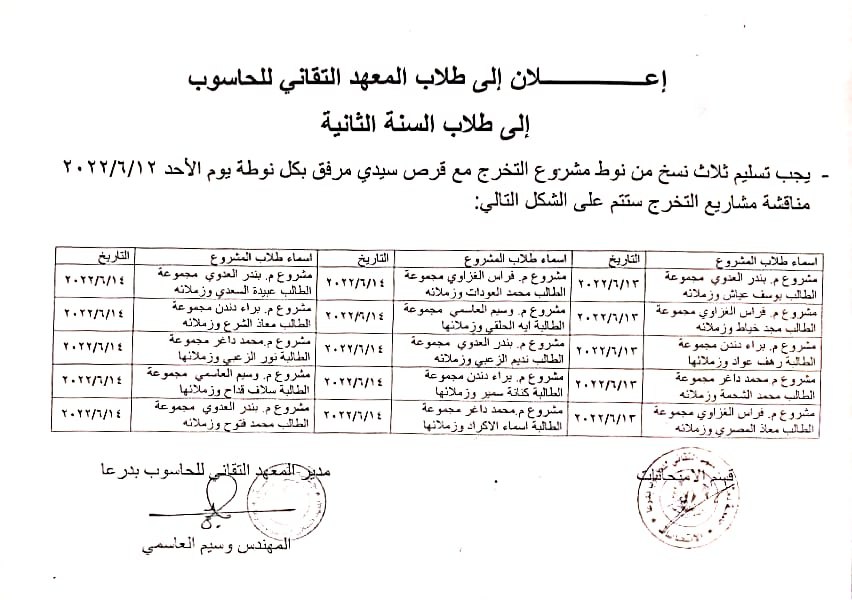 إعـــــــــــــلان إلى طلاب المعهد التقاني للحاسوب
إلى طلاب السنة الثانية
- يجب تسليم ثلاث نسخ من نوط مشروع التخرج مع قرص سيدي مرفق بكل نوطة يوم الأحد ٢٠٢٢/٦/١٢
مناقشة مشاريع التخرج ستتم على الشكل التالي:
اسماء طلاب المشروع التاريخ اسماء طلاب المشروع التاريخ اسماء طلاب المشروع التاريخ
مشروع م. بندر العدوي مجموعة
الطالب يوسف عياش وزملائه
٢٠٢٢/٦/١٣
مشروع م. فراس الغزاوي مجموعة
الطالب محمد العودات وزملائه
٢٠٢٢/٦/١٤
مشروع م. بندر العدوي مجموعة
الطالب عبيدة السعدي وزملائه
٢٠٢٢/٦/١٤
مشروع م. فراس الغزاوي مجموعة
الطالب مجد خياط وزملائه
٢٠٢٢/٦/١٣
مشروع م. وسيم العاسمي مجموعة
الطالبة ايه الحلقي وزملائها
٢٠٢٢/٦/١٤
مشروع م. براء دندن مجموعة
الطالب معاذ الشرع وزملائه
٢٠٢٢/٦/١٤
مشروع م. براء دندن مجموعة
الطالبة رهف عواد وزملائها
٢٠٢٢/٦/١٣
مشروع م. بندر العدوي مجموعة
الطالب نديم الزعبي وزملائه
٢٠٢٢/٦/١٤
مشروع م.محمد داغر مجموعة
الطالبة نور الزعبي وزملائها
٢٠٢٢/٦/١٤
مشروع م.محمد داغر مجموعة
الطالب محمد الشحمة وزملائه
٢٠٢٢/٦/١٣
مشروع م. براء دندن مجموعة
الطالبة كنانة سمير وزملائها
٢٠٢٢/٦/١٤
مشروع م. وسيم العاسمي مجموعة
الطالبة سلاف قداح وزملائها
٢٠٢٢/٦/١٤
مشروع م. فراس الغزاوي مجموعة
الطالب معاذ المصري وزملائه
٢٠٢٢/٦/١٣
مشروع م.محمد داغر مجموعة
الطالبة اسماء الاكراد وزملائها
٢٠٢٢/٦/١٤
مشروع م. بندر العدوي مجموعة
الطالب محمد فتوح وزملائه
٢٠٢٢/٦/١٤
قسم الامتحانات
مدير المعهد التقاني للحاسوب بدرعا
المهندس وسيم العاسمي